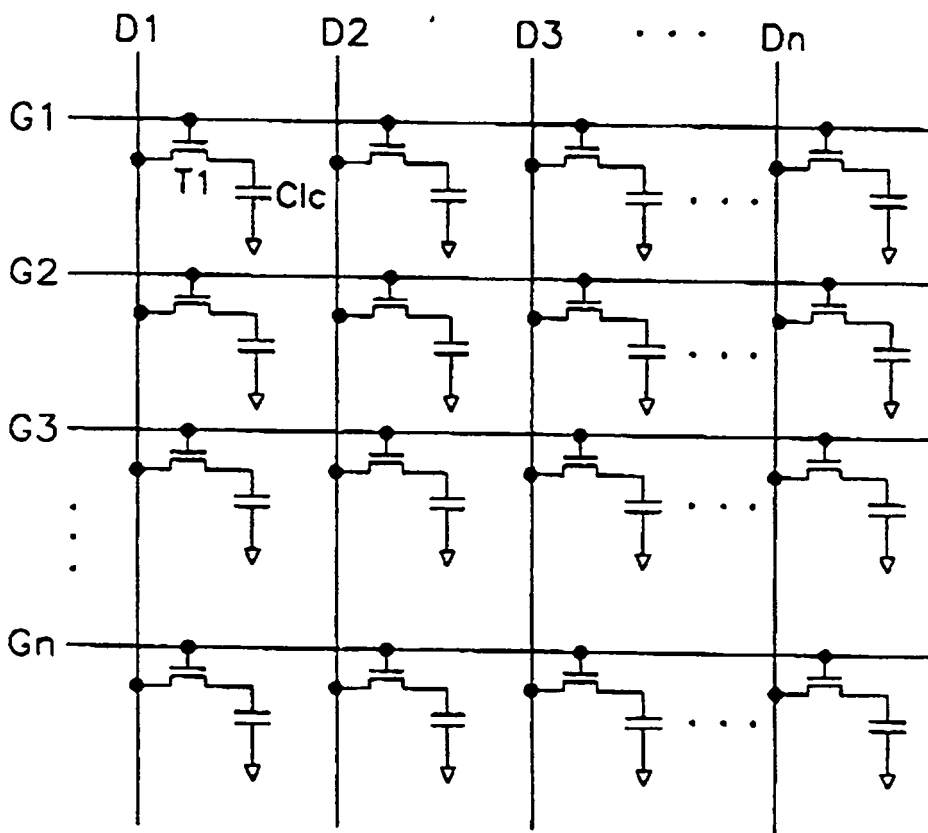 D1 D2 D3 . . . Dn
G1
T1 Clc . . .
G2
. . .
G3
. . .
. . .
Gn
. . .